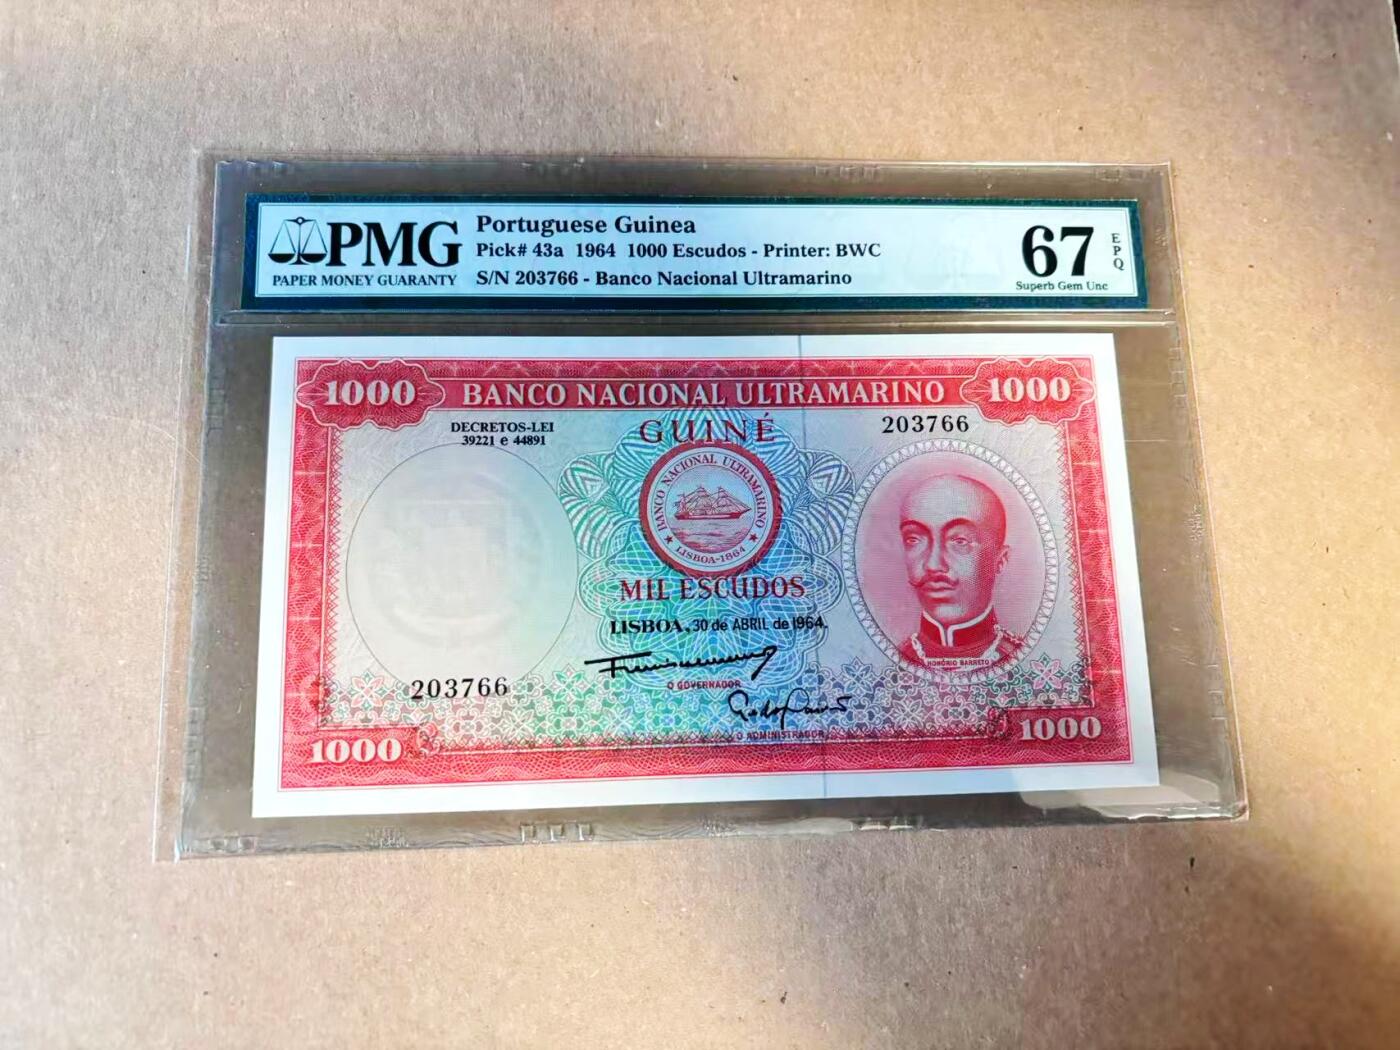 PMG
PAPER MONEY GUARANTY
Portuguese Guinea
Pick# 43a 1964 1000 Escudos - Printer: BWC
S/N 203766 - Banco Nacional Ultramarino
67
EPQ
Superb Gem Unc
1000
BANCO NACIONAL ULTRAMARINO
1000
DECRETOS-LEI
39221 e 44891
GUINÉ
203766
BANCO NACIONAL ULTRAMARINO
LISBOA-1864
MIL ESCUDOS
LISBOA, 30 de ABRIL de 1964.
HONÓRIO BARRETO
O GOVERNADOR
203766
O ADMINISTRADOR
1000
1000